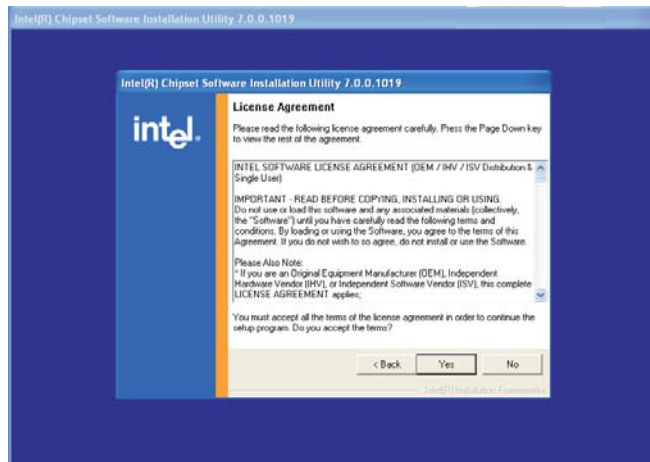 Intel(R) Chipset Software Installation Utility 7.0.0.1019
Intel(R) Chipset Software Installation Utility 7.0.0.1019
intel.
License Agreement
Please read the following license agreement carefully. Press the Page Down key
to view the rest of the agreement.
INTEL SOFTWARE LICENSE AGREEMENT (OEM / IHV / ISV Distribution &
Single User)
IMPORTANT - READ BEFORE COPYING, INSTALLING OR USING.
Do not use or load this software and any associated materials (collectively,
the "Software") until you have carefully read the following terms and
conditions. By loading or using the Software, you agree to the terms of this
Agreement. If you do not wish to so agree, do not install or use the Software.
Please Also Note:
* If you are an Original Equipment Manufacturer (OEM), Independent
Hardware Vendor (IHV), or Independent Software Vendor (ISV), this complete
LICENSE AGREEMENT applies;
You must accept all the terms of the license agreement in order to continue the
setup program. Do you accept the terms?
< Back Yes No
Intel(R) Installation Frameworks